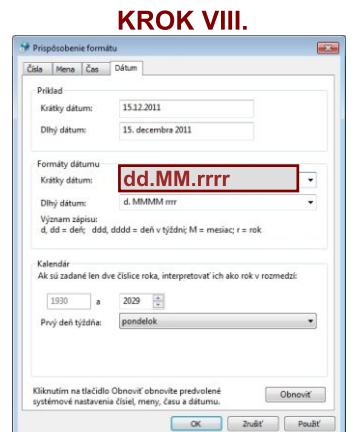 KROK VIII.
Prispôsobenie formátu
Čísla Mena Čas Dátum
Príklad
Krátky dátum: 15.12.2011
Dlhý dátum: 15. decembra 2011
Formáty dátumu
Krátky dátum: dd.MM.rrrr
Dlhý dátum: d. MMMM rrrr
Význam zápisu:
d, dd = deň; ddd, dddd = deň v týždni; M = mesiac; r = rok
Kalendár
Ak sú zadané len dve číslice roka, interpretovať ich ako rok v rozmedzí:
1930 a 2029
Prvý deň týždňa: pondelok
Kliknutím na tlačidlo Obnoviť obnovíte predvolené
systémové nastavenia čísiel, meny, času a dátumu.
Obnoviť
OK Zrušiť Použiť